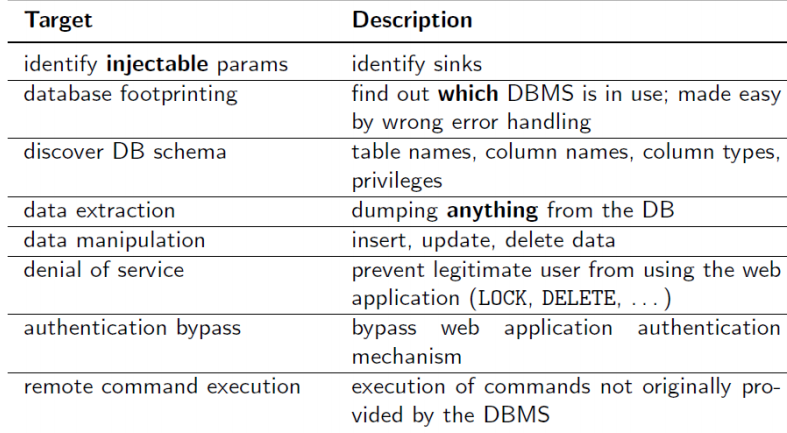 Target Description
identify injectable params identify sinks
database footprinting find out which DBMS is in use; made easy
by wrong error handling
discover DB schema table names, column names, column types,
privileges
data extraction dumping anything from the DB
data manipulation insert, update, delete data
denial of service prevent legitimate user from using the web
application (LOCK, DELETE, ...)
authentication bypass bypass web application authentication
mechanism
remote command execution execution of commands not originally pro-
vided by the DBMS